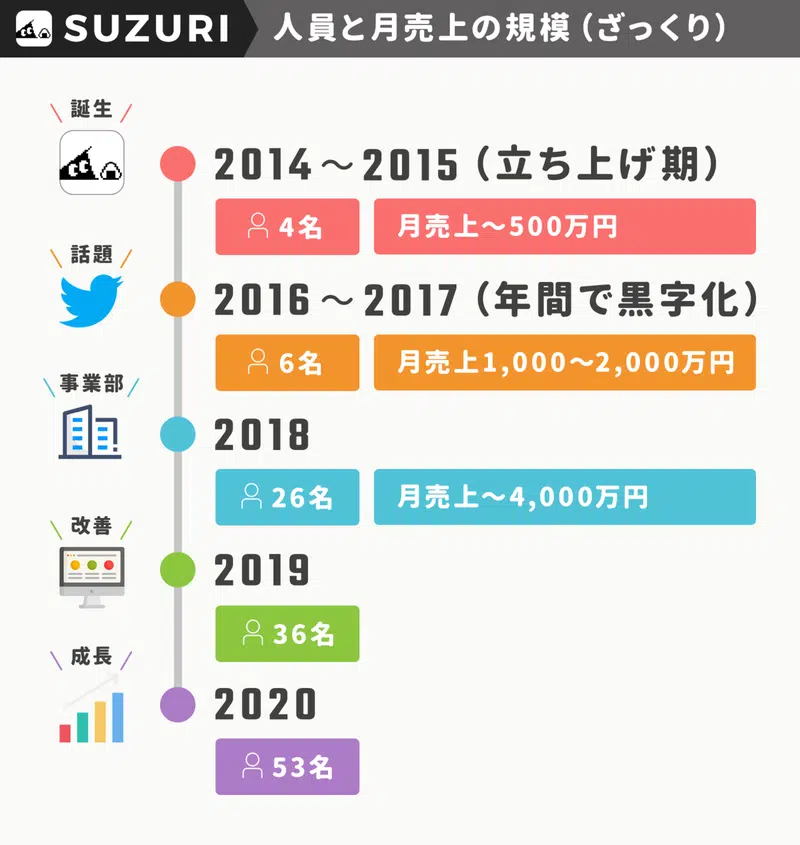 SUZURI 人員と月売上の規模（ざっくり）
誕生
2014～2015（立ち上げ期）
4名 月売上～500万円
話題
2016～2017（年間で黒字化）
6名 月売上1,000～2,000万円
事業部
2018
26名 月売上～4,000万円
改善
2019
36名
成長
2020
53名